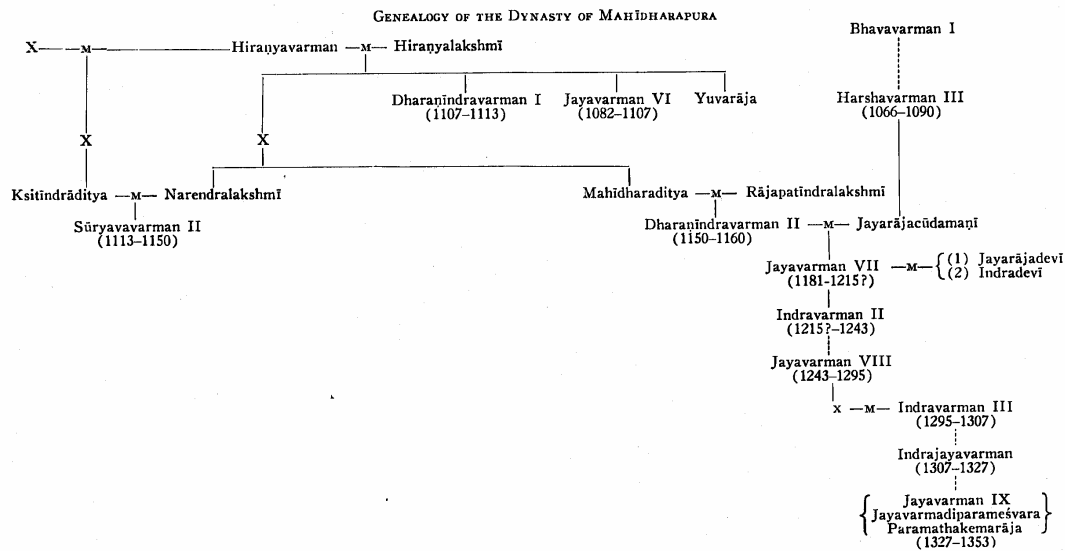 GENEALOGY OF THE DYNASTY OF MAHĪDHARAPURA
Bhavavarman I
X — M — Hiraṇyavarman — M — Hiraṇyalakshmī
Dharaṇīndravarman I Jayavarman VI Yuvarāja Harshavarman III
(1107–1113) (1082–1107) (1066–1090)
X X
Ksitīndrāditya — M — Narendralakshmī Mahīdharaditya — M — Rājapatīndralakshmī
Sūryavavarman II Dharaṇīndravarman II — M — Jayarājacūdamaṇī
(1113–1150) (1150–1160)
Jayavarman VII — M — { (1) Jayarājadevī
(1181-1215?) (2) Indradevī
Indravarman II
(1215?–1243)
Jayavarman VIII
(1243–1295)
x — M — Indravarman III
(1295–1307)
Indrajayavarman
(1307–1327)
Jayavarman IX
Jayavarmadiparameśvara
Paramathakemarāja
(1327–1353)